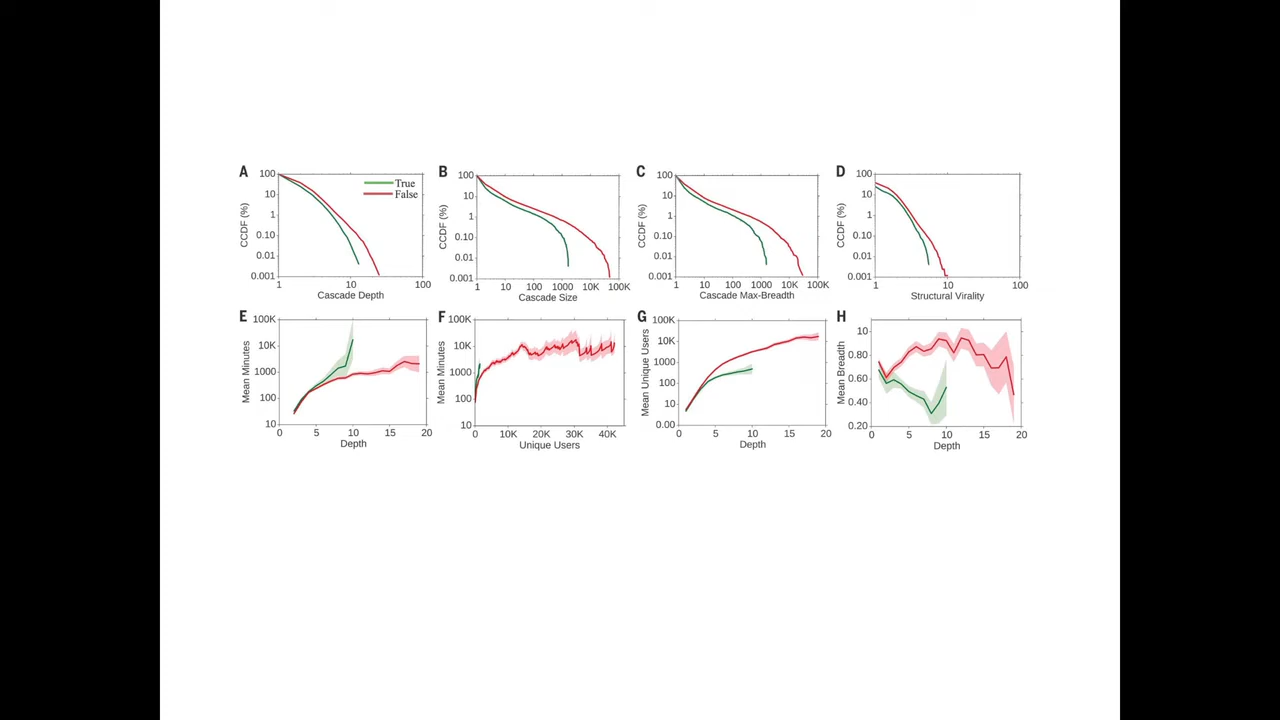 A
100
10
1
0.10
0.01
0.001
CCDF (%)
1
10
100
Cascade Depth
True
False
B
100
10
1
0.10
0.01
0.001
CCDF (%)
1
10
100
1000
10K
100K
Cascade Size
C
100
10
1
0.10
0.01
0.001
CCDF (%)
1
10
100
1000
10K
100K
Cascade Max-Breadth
D
100
10
1
0.10
0.01
0.001
CCDF (%)
1
10
100
Structural Virality
E
100K
10K
1000
100
10
Mean Minutes
0
5
10
15
20
Depth
F
100K
10K
1000
100
10
Mean Minutes
0
10K
20K
30K
40K
Unique Users
G
100K
10K
1000
100
10
0.00
Mean Unique Users
0
5
10
15
20
Depth
H
10
0.80
0.60
0.40
0.20
Mean Breadth
0
5
10
15
20
Depth